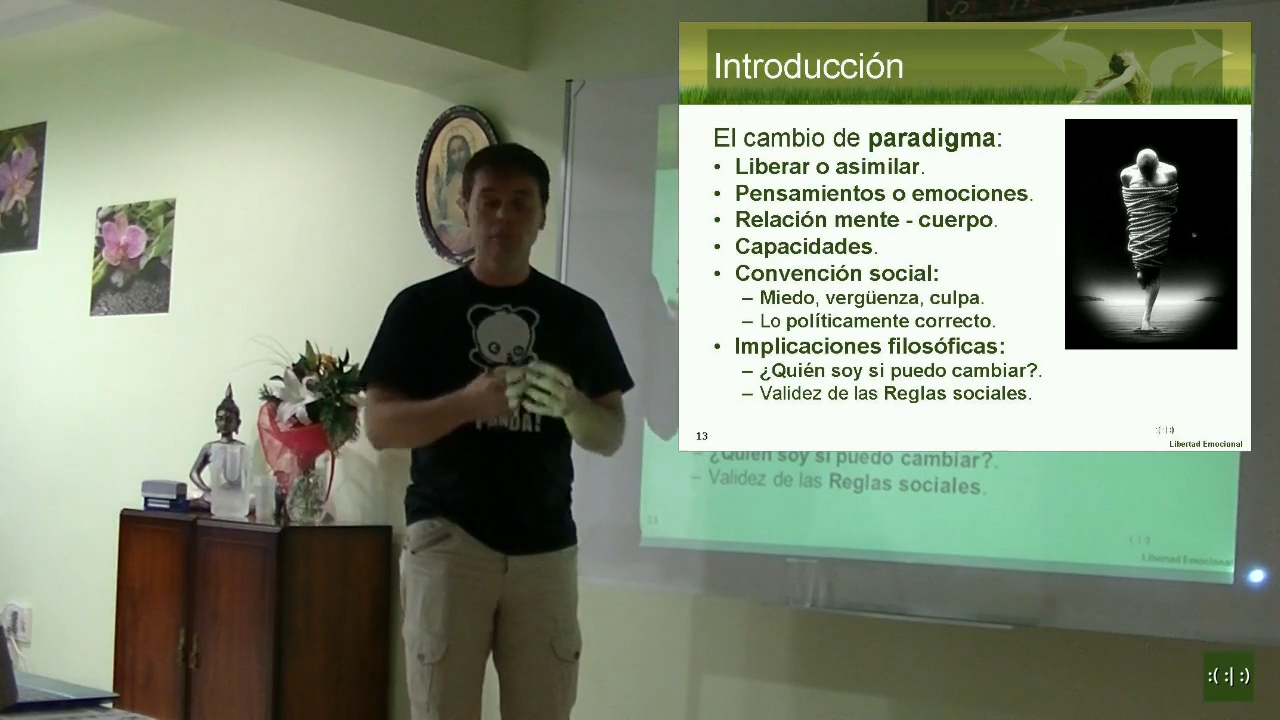 Introducción
El cambio de paradigma:
• Liberar o asimilar.
• Pensamientos o emociones.
• Relación mente - cuerpo.
• Capacidades.
• Convención social:
– Miedo, vergüenza, culpa.
– Lo políticamente correcto.
• Implicaciones filosóficas:
– ¿Quién soy si puedo cambiar?.
– Validez de las Reglas sociales.
13
:(:|:)
Libertad Emocional
– ¿Quién soy si puedo cambiar?.
– Validez de las Reglas sociales.
13
Libertad Emocional
PANDA!
:( :| :)